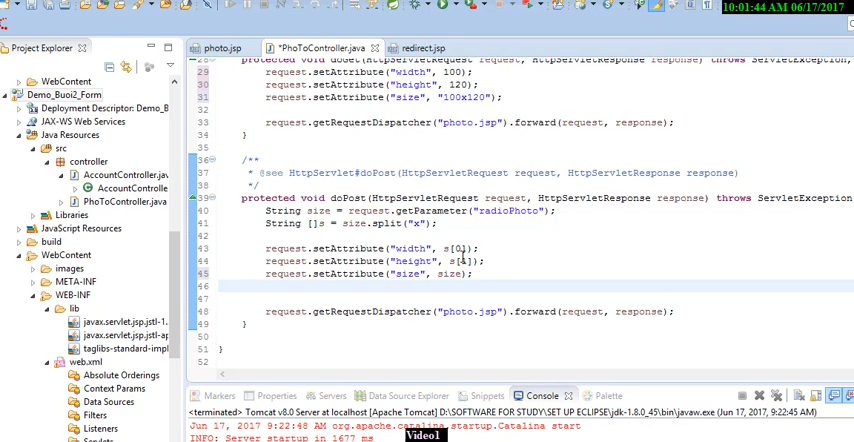 10:01:44 AM 06/17/2017
Project Explorer
photo.jsp
*PhoToController.java
redirect.jsp
WebContent
Demo_Buoi2_Form
Deployment Descriptor: Demo_B
JAX-WS Web Services
Java Resources
src
controller
AccountController.java
AccountControlle
PhoToController.java
Libraries
JavaScript Resources
build
WebContent
images
META-INF
WEB-INF
lib
javax.servlet.jsp.jstl-1.
javax.servlet.jsp.jstl-ap
taglibs-standard-impl
web.xml
Absolute Orderings
Context Params
Data Sources
Filters
Listeners
28 protected void doGet(HttpServletRequest request, HttpServletResponse response) throws ServletException,
29 request.setAttribute("width", 100);
30 request.setAttribute("height", 120);
31 request.setAttribute("size", "100x120");
32
33 request.getRequestDispatcher("photo.jsp").forward(request, response);
34 }
35
36 /**
37 * @see HttpServlet#doPost(HttpServletRequest request, HttpServletResponse response)
38 */
39 protected void doPost(HttpServletRequest request, HttpServletResponse response) throws ServletException
40 String size = request.getParameter("radioPhoto");
41 String []s = size.split("x");
42
43 request.setAttribute("width", s[0]);
44 request.setAttribute("height", s[1]);
45 request.setAttribute("size", size);
46
47
48 request.getRequestDispatcher("photo.jsp").forward(request, response);
49 }
50
51 }
52
Markers
Properties
Servers
Data Source Explorer
Snippets
Console
Palette
<terminated> Tomcat v8.0 Server at localhost [Apache Tomcat] D:\SOFTWARE FOR STUDY\SET UP ECLIPSE\jdk-1.8.0_45\bin\javaw.exe (Jun 17, 2017, 9:22:45 AM)
Jun 17, 2017 9:22:48 AM org.apache.catalina.startup.Catalina start
INFO: Server startup in 1677 ms
Video1